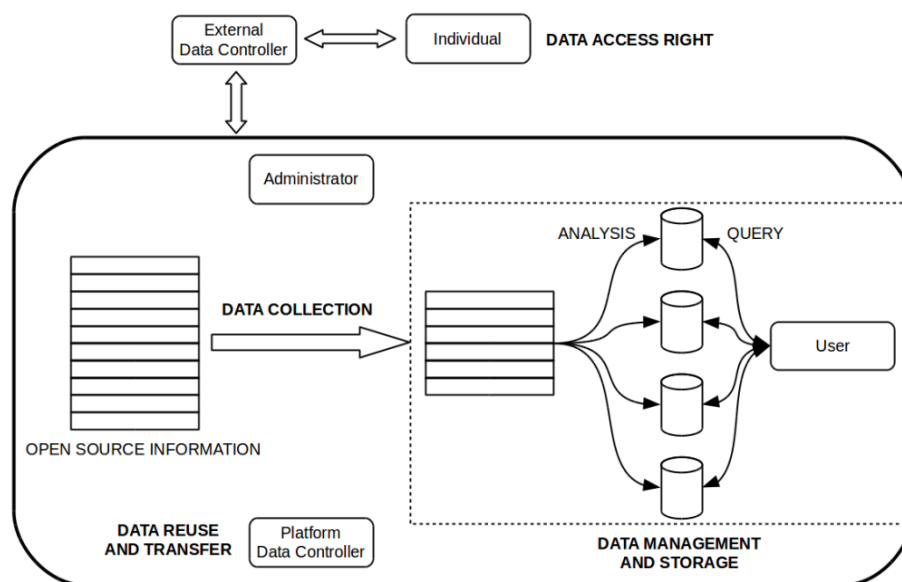 External
Data Controller
Individual
DATA ACCESS RIGHT
Administrator
ANALYSIS
QUERY
DATA COLLECTION
User
OPEN SOURCE INFORMATION
DATA REUSE
AND TRANSFER
Platform
Data Controller
DATA MANAGEMENT
AND STORAGE